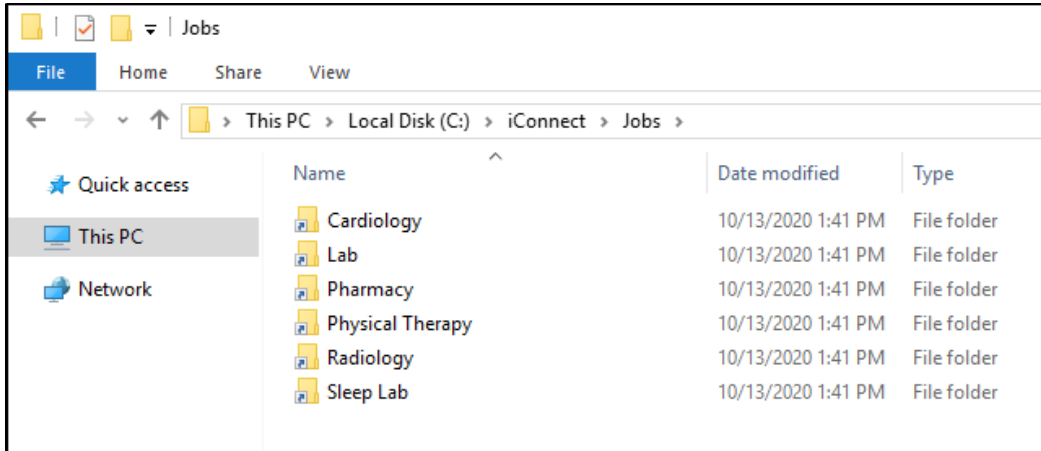 Jobs
File Home Share View
This PC > Local Disk (C:) > iConnect > Jobs >
Quick access
This PC
Network
Name Date modified Type
Cardiology 10/13/2020 1:41 PM File folder
Lab 10/13/2020 1:41 PM File folder
Pharmacy 10/13/2020 1:41 PM File folder
Physical Therapy 10/13/2020 1:41 PM File folder
Radiology 10/13/2020 1:41 PM File folder
Sleep Lab 10/13/2020 1:41 PM File folder